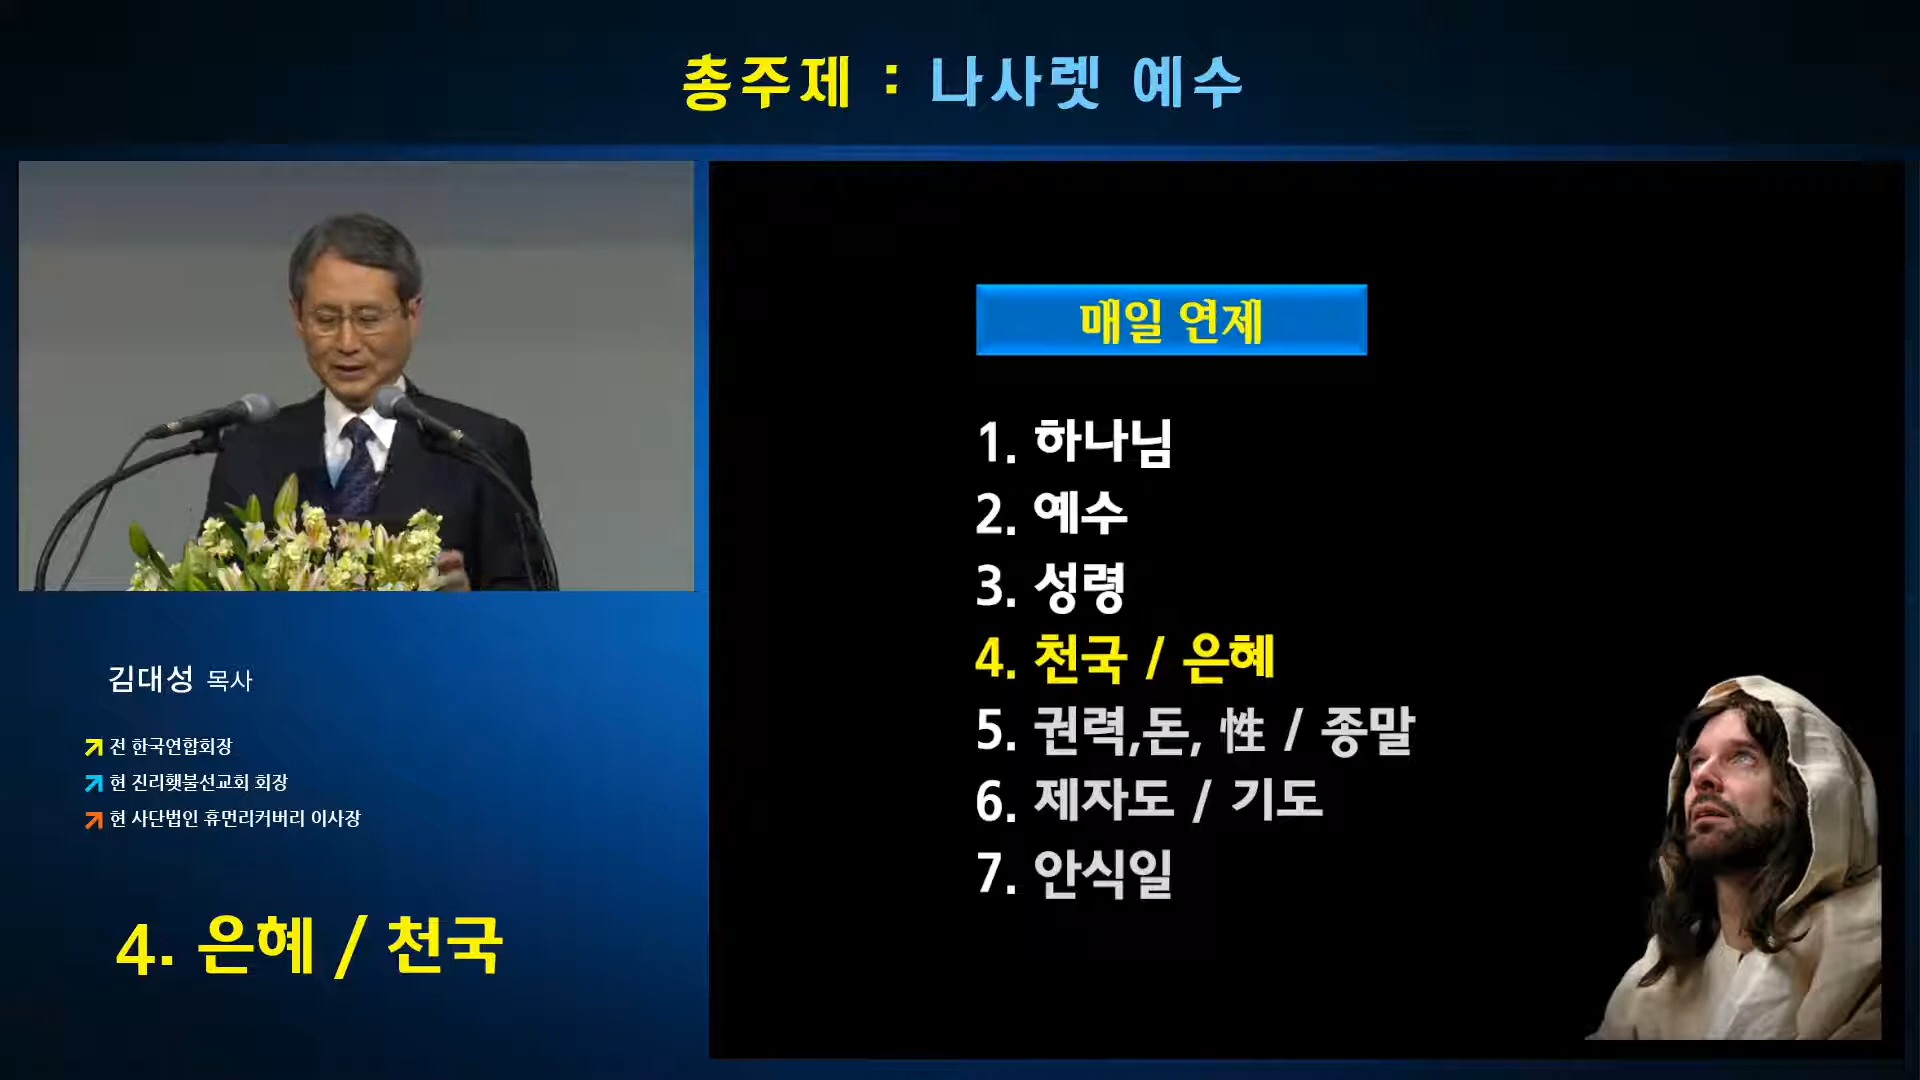 총주제 : 나사렛 예수
김대성 목사
전 한국연합회장
현 진리횃불선교회 회장
현 사단법인 휴먼리커버리 이사장
4. 은혜 / 천국
매일 연제
1. 하나님
2. 예수
3. 성령
4. 천국 / 은혜
5. 권력,돈, 性 / 종말
6. 제자도 / 기도
7. 안식일